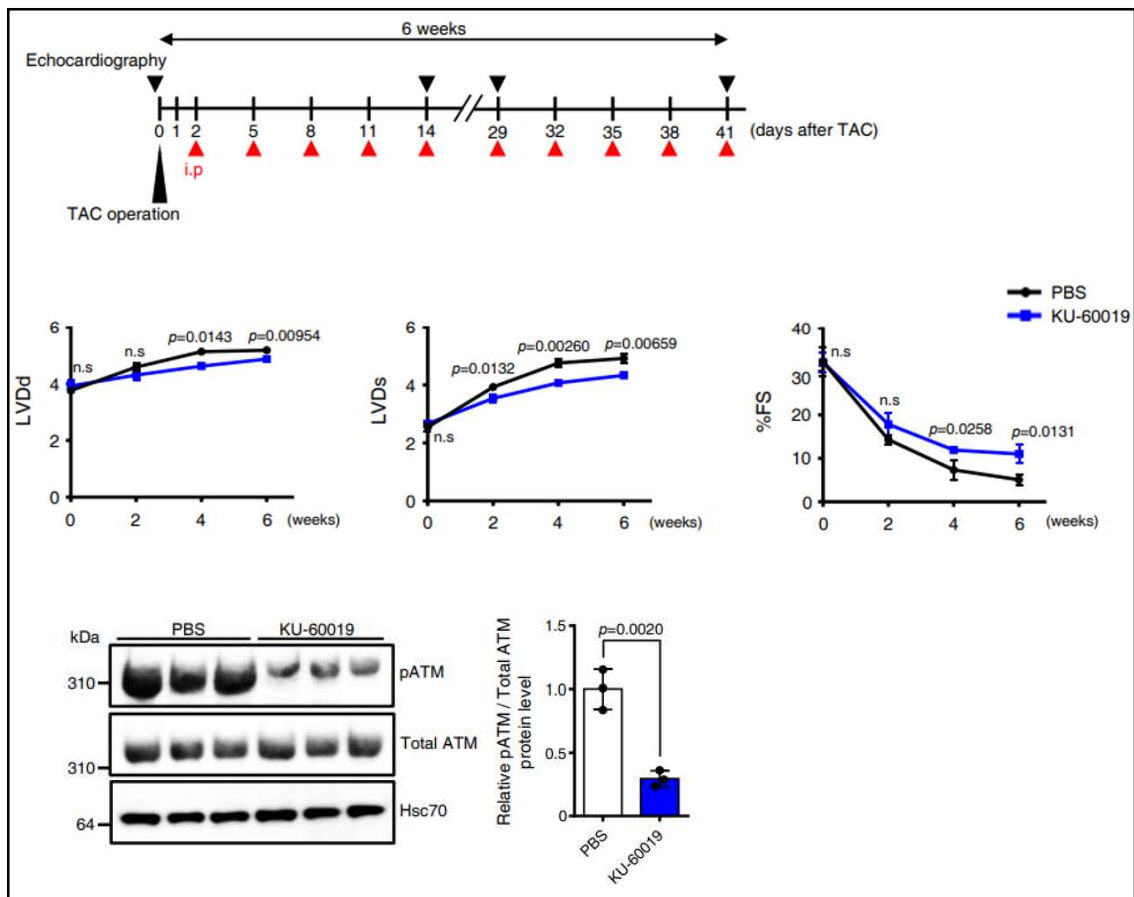 6 weeks
Echocardiography
0 1 2 5 8 11 14 29 32 35 38 41 (days after TAC)
i.p
TAC operation
PBS
KU-60019
LVDd
6
4
2
0
n.s
n.s
p=0.0143
p=0.00954
0 2 4 6 (weeks)
LVDs
6
4
2
0
n.s
p=0.0132
p=0.00260
p=0.00659
0 2 4 6 (weeks)
%FS
40
30
20
10
0
n.s
n.s
p=0.0258
p=0.0131
0 2 4 6 (weeks)
kDa
PBS KU-60019
310 pATM
310 Total ATM
64 Hsc70
Relative pATM / Total ATM
protein level
1.5
1.0
0.5
0
p=0.0020
PBS
KU-60019